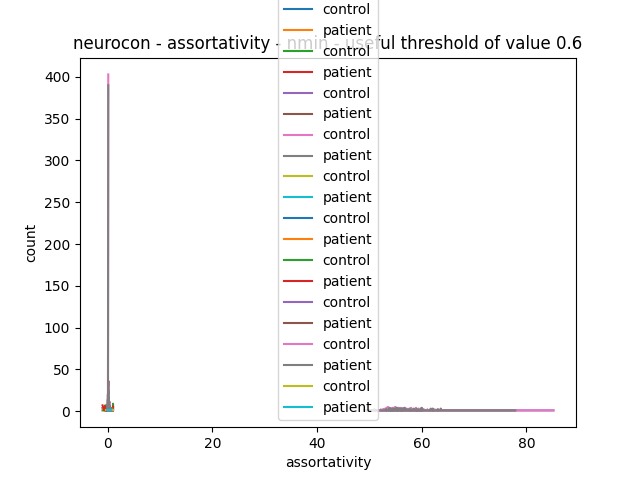 control
patient
neurocon - assortativity - nmin - useful threshold of value 0.6
control
patient
control
patient
control
patient
control
patient
control
patient
control
patient
control
patient
control
patient
control
patient
400
350
300
250
200
150
100
50
0
count
0
20
40
60
80
assortativity